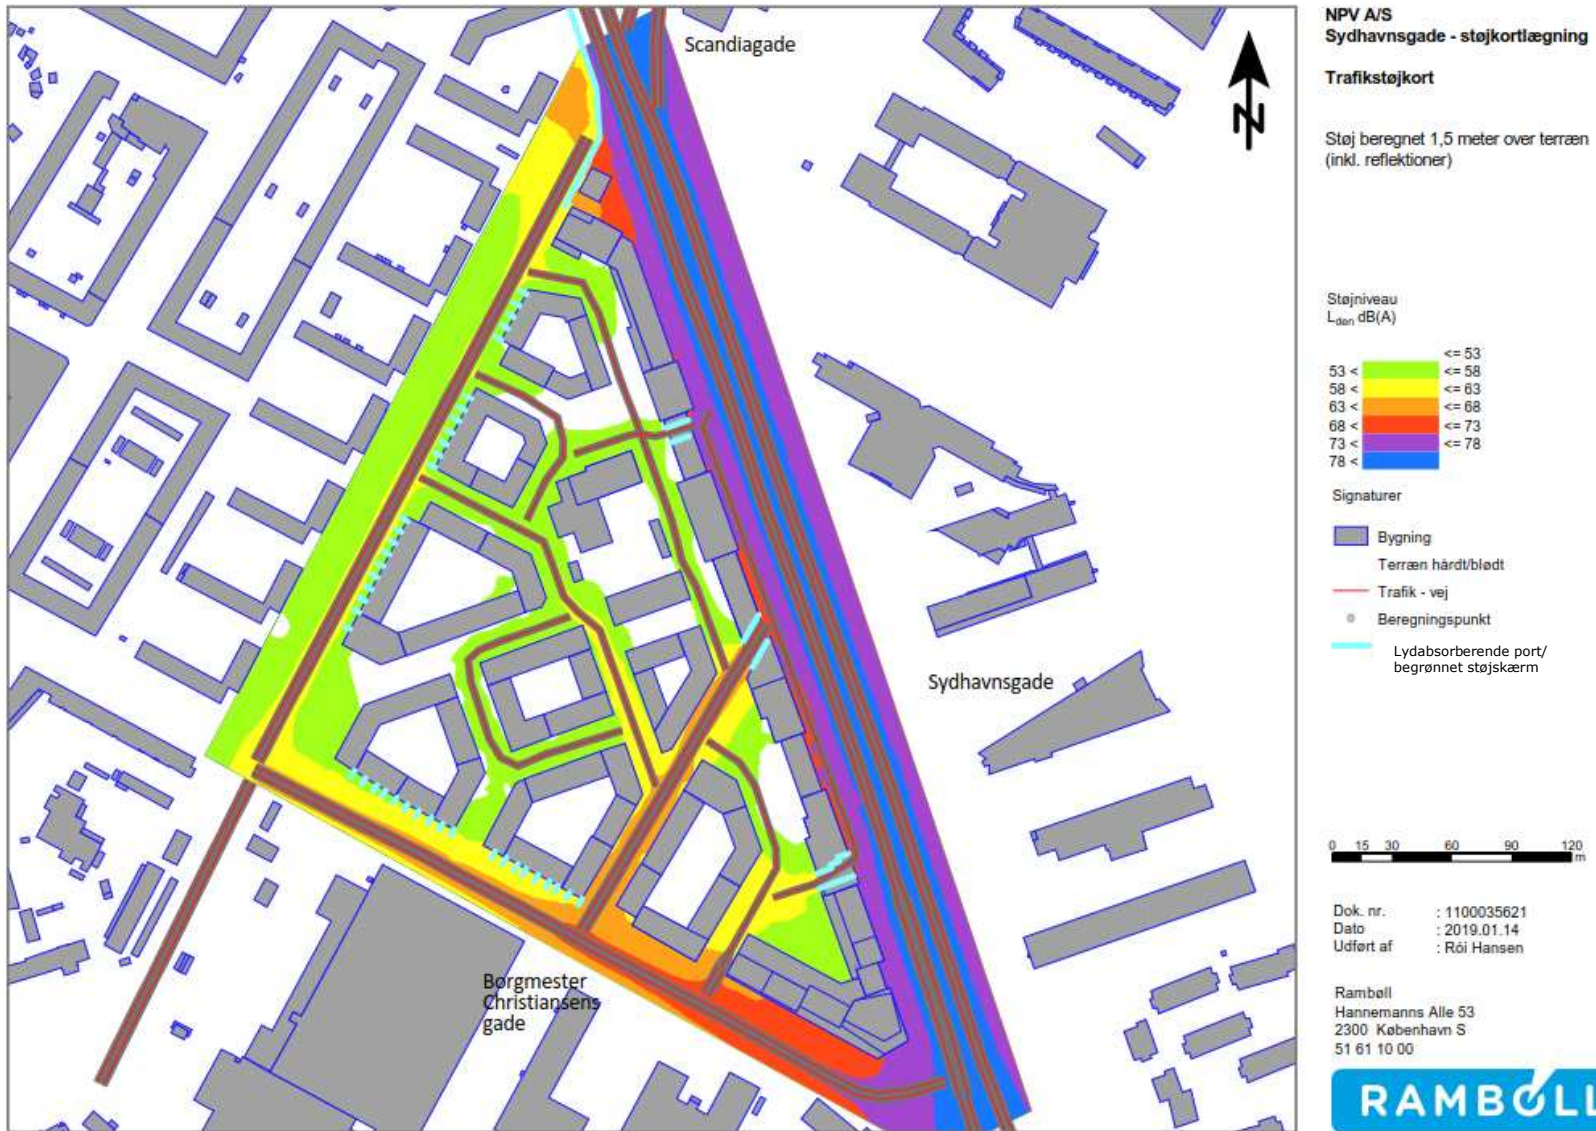 Scandiagade
Sydhavnsgade
Borgmester
Christiansens
gade
N
NPV A/S
Sydhavnsgade - støjkortlægning
Trafikstøjkort
Støj beregnet 1,5 meter over terræn
(inkl. reflektioner)
Støjniveau
Lden dB(A)
<= 53
53 < <= 58
58 < <= 63
63 < <= 68
68 < <= 73
73 < <= 78
78 <
Signaturer
Bygning
Terræn hårdt/blødt
Trafik - vej
Beregningspunkt
Lydabsorberende port/
begrønnet støjskærm
0 15 30 60 90 120
m
Dok. nr. : 1100035621
Dato : 2019.01.14
Udført af : Rói Hansen
Rambøll
Hannemanns Alle 53
2300 København S
51 61 10 00
RAMBOLL